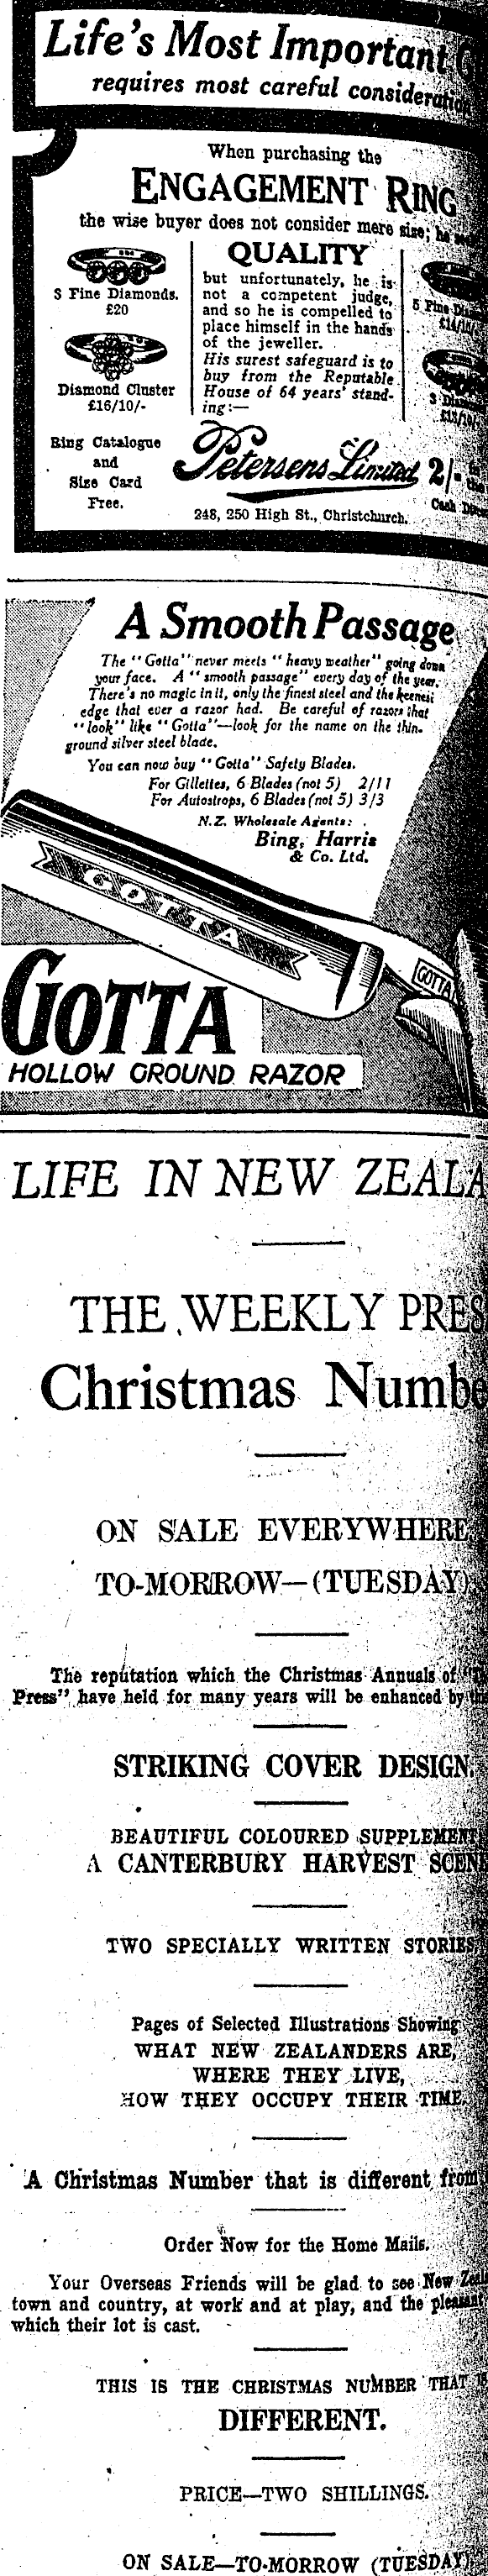 Life's Most Important
requires most careful consideration
When purchasing the
ENGAGEMENT RING
the wise buyer does not consider mere size; he
QUALITY
but unfortunately, he is
not a competent judge,
and so he is compelled to
place himself in the hands
of the jeweller.
His surest safeguard is to
buy from the Reputable
House of 64 years' stand-
ing:—
3 Fine Diamonds.
£20
Diamond Cluster
£16/10/-
Ring Catalogue
and
Size Card
Free.
5 Fine
3
Petersens Limited
2/- in
the
Cash
248, 250 High St., Christchurch.
A Smooth Passage
The "Gotta" never meets "heavy weather" going down
your face. A "smooth passage" every day of the year.
There's no magic in it, only the finest steel and the keenest
edge that ever a razor had. Be careful of razors that
"look" like "Gotta"—look for the name on the thin-
ground silver steel blade.
You can now buy "Gotta" Safety Blades.
For Gillettes, 6 Blades (not 5) 2/11
For Autostrops, 6 Blades (not 5) 3/3
N.Z. Wholesale Agents:
Bing, Harris
& Co. Ltd.
GOTTA
GOTTA
GOTTA
HOLLOW GROUND RAZOR
LIFE IN NEW ZEALA
THE WEEKLY PRES
Christmas Numbe
ON SALE EVERYWHERE
TO-MORROW—(TUESDAY)
The reputation which the Christmas Annuals of
Press" have held for many years will be enhanced by
STRIKING COVER DESIGN.
BEAUTIFUL COLOURED SUPPLEMENT,
A CANTERBURY HARVEST SCENE
TWO SPECIALLY WRITTEN STORIES,
Pages of Selected Illustrations Showing
WHAT NEW ZEALANDERS ARE,
WHERE THEY LIVE,
HOW THEY OCCUPY THEIR TIME.
A Christmas Number that is different from
Order Now for the Home Mails.
Your Overseas Friends will be glad to see New Zeal
town and country, at work and at play, and the pleasant
which their lot is cast.
THIS IS THE CHRISTMAS NUMBER THAT IS
DIFFERENT.
PRICE—TWO SHILLINGS.
ON SALE—TO-MORROW (TUESDAY)